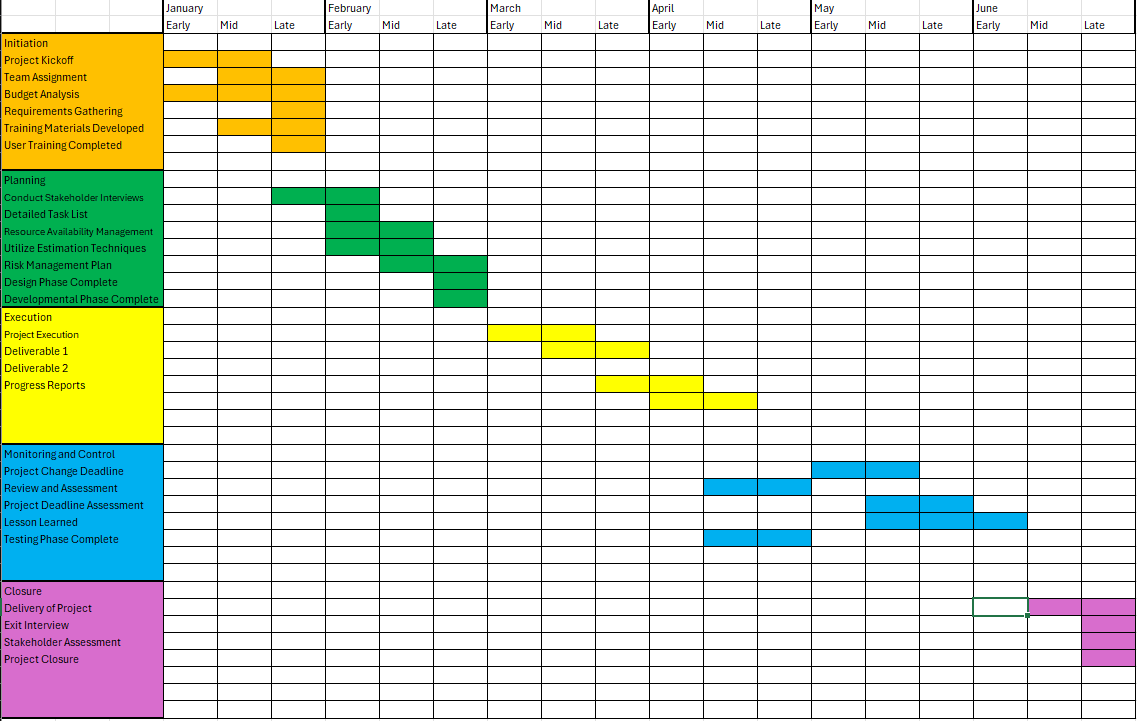 January February March April May June
Early Mid Late Early Mid Late Early Mid Late Early Mid Late Early Mid Late Early Mid Late
Initiation
Project Kickoff
Team Assignment
Budget Analysis
Requirements Gathering
Training Materials Developed
User Training Completed
Planning
Conduct Stakeholder Interviews
Detailed Task List
Resource Availability Management
Utilize Estimation Techniques
Risk Management Plan
Design Phase Complete
Developmental Phase Complete
Execution
Project Execution
Deliverable 1
Deliverable 2
Progress Reports
Monitoring and Control
Project Change Deadline
Review and Assessment
Project Deadline Assessment
Lesson Learned
Testing Phase Complete
Closure
Delivery of Project
Exit Interview
Stakeholder Assessment
Project Closure